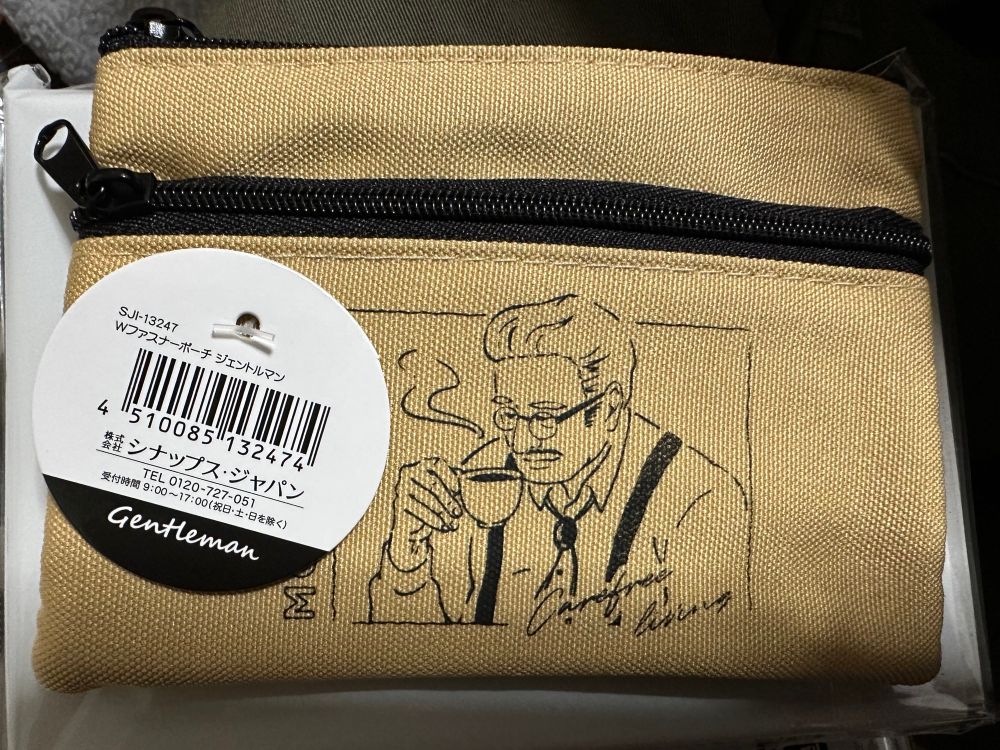 SJI-13247
Wファスナーポーチ ジェントルマン
4 510085 132474
株式会社 シナップス・ジャパン
TEL 0120-727-051
受付時間 9:00〜17:00(祝日・土・日を除く)
Gentleman
Carefree
living